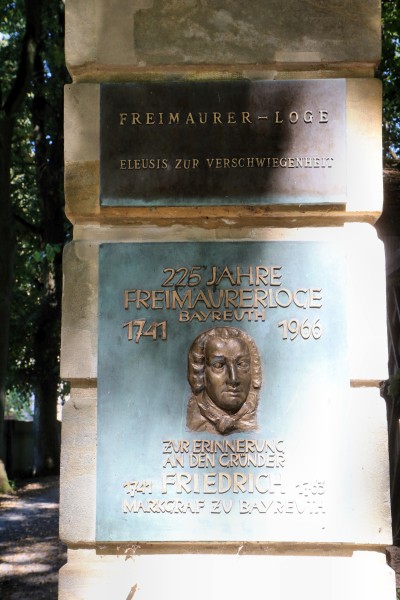 FREIMAURER-LOGE
ELEUSIS ZUR VERSCHWIEGENHEIT
225 JAHRE
FREIMAURERLOGE
BAYREUTH
1741 1966
ZUR ERINNERUNG
AN DEN GRÜNDER
1741 FRIEDRICH 1763
MARKGRAF ZU BAYREUTH